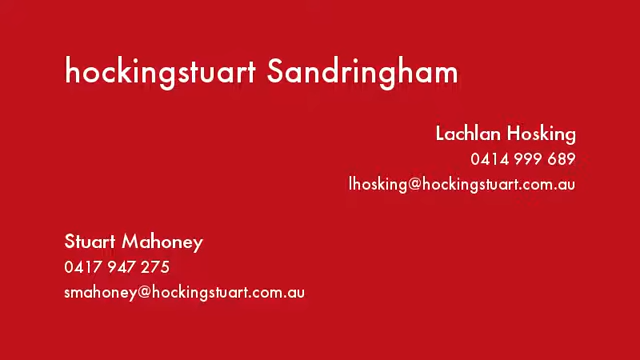 hockingstuart Sandringham
Lachlan Hosking
0414 999 689
lhosking@hockingstuart.com.au
Stuart Mahoney
0417 947 275
smahoney@hockingstuart.com.au